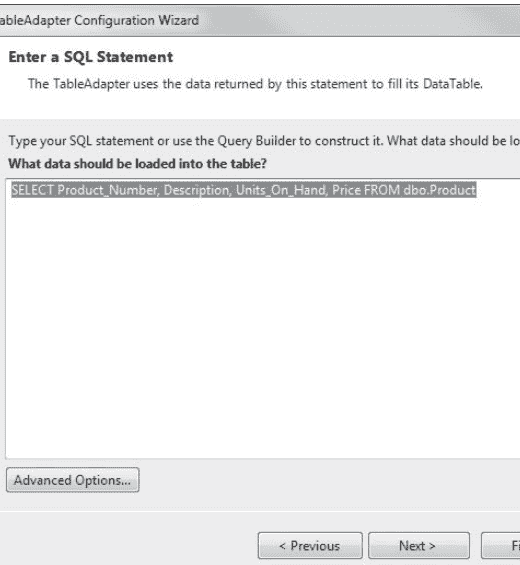 ableAdapter Configuration Wizard
Enter a SQL Statement
The TableAdapter uses the data returned by this statement to fill its DataTable.
Type your SQL statement or use the Query Builder to construct it. What data should be lo
What data should be loaded into the table?
SELECT Product_Number, Description, Units_On_Hand, Price FROM dbo.Product
Advanced Options...
< Previous Next > Fi